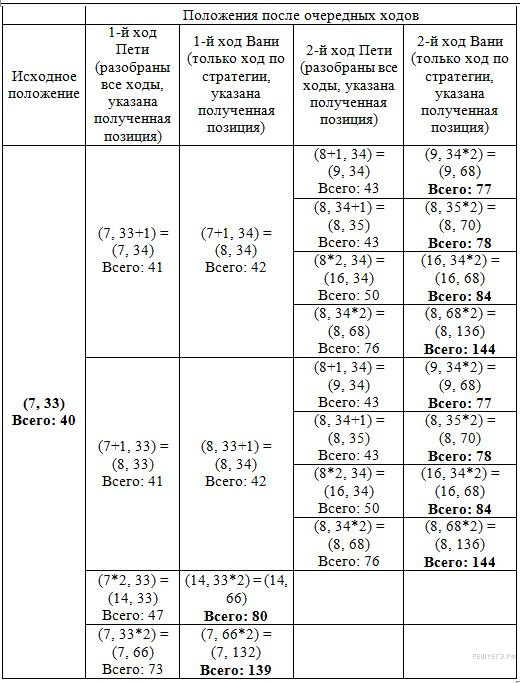 Положения после очередных ходов
Исходное
положение
1-й ход
Пети
(разобраны
все ходы,
указана
полученная
позиция)
1-й ход Вани
(только ход по
стратегии,
указана
полученная
позиция)
2-й ход Пети
(разобраны все
ходы, указана
полученная
позиция)
2-й ход Вани
(только ход по
стратегии,
указана
полученная
позиция)
(7, 33)
Всего: 40
(7, 33+1) =
(7, 34)
Всего: 41
(7+1, 34) =
(8, 34)
Всего: 42
(8+1, 34) =
(9, 34)
Всего: 43
(9, 34*2) =
(9, 68)
Всего: 77
(8, 34+1) =
(8, 35)
Всего: 43
(8, 35*2) =
(8, 70)
Всего: 78
(8*2, 34) =
(16, 34)
Всего: 50
(16, 34*2) =
(16, 68)
Всего: 84
(8, 34*2) =
(8, 68)
Всего: 76
(8, 68*2) =
(8, 136)
Всего: 144
(7+1, 33) =
(8, 33)
Всего: 41
(8, 33+1) =
(8, 34)
Всего: 42
(8+1, 34) =
(9, 34)
Всего: 43
(9, 34*2) =
(9, 68)
Всего: 77
(8, 34+1) =
(8, 35)
Всего: 43
(8, 35*2) =
(8, 70)
Всего: 78
(8*2, 34) =
(16, 34)
Всего: 50
(16, 34*2) =
(16, 68)
Всего: 84
(8, 34*2) =
(8, 68)
Всего: 76
(8, 68*2) =
(8, 136)
Всего: 144
(7*2, 33) =
(14, 33)
Всего: 47
(14, 33*2) = (14,
66)
Всего: 80
(7, 33*2) =
(7, 66)
Всего: 73
(7, 66*2) =
(7, 132)
Всего: 139
РЕШУЕГЭ.РФ